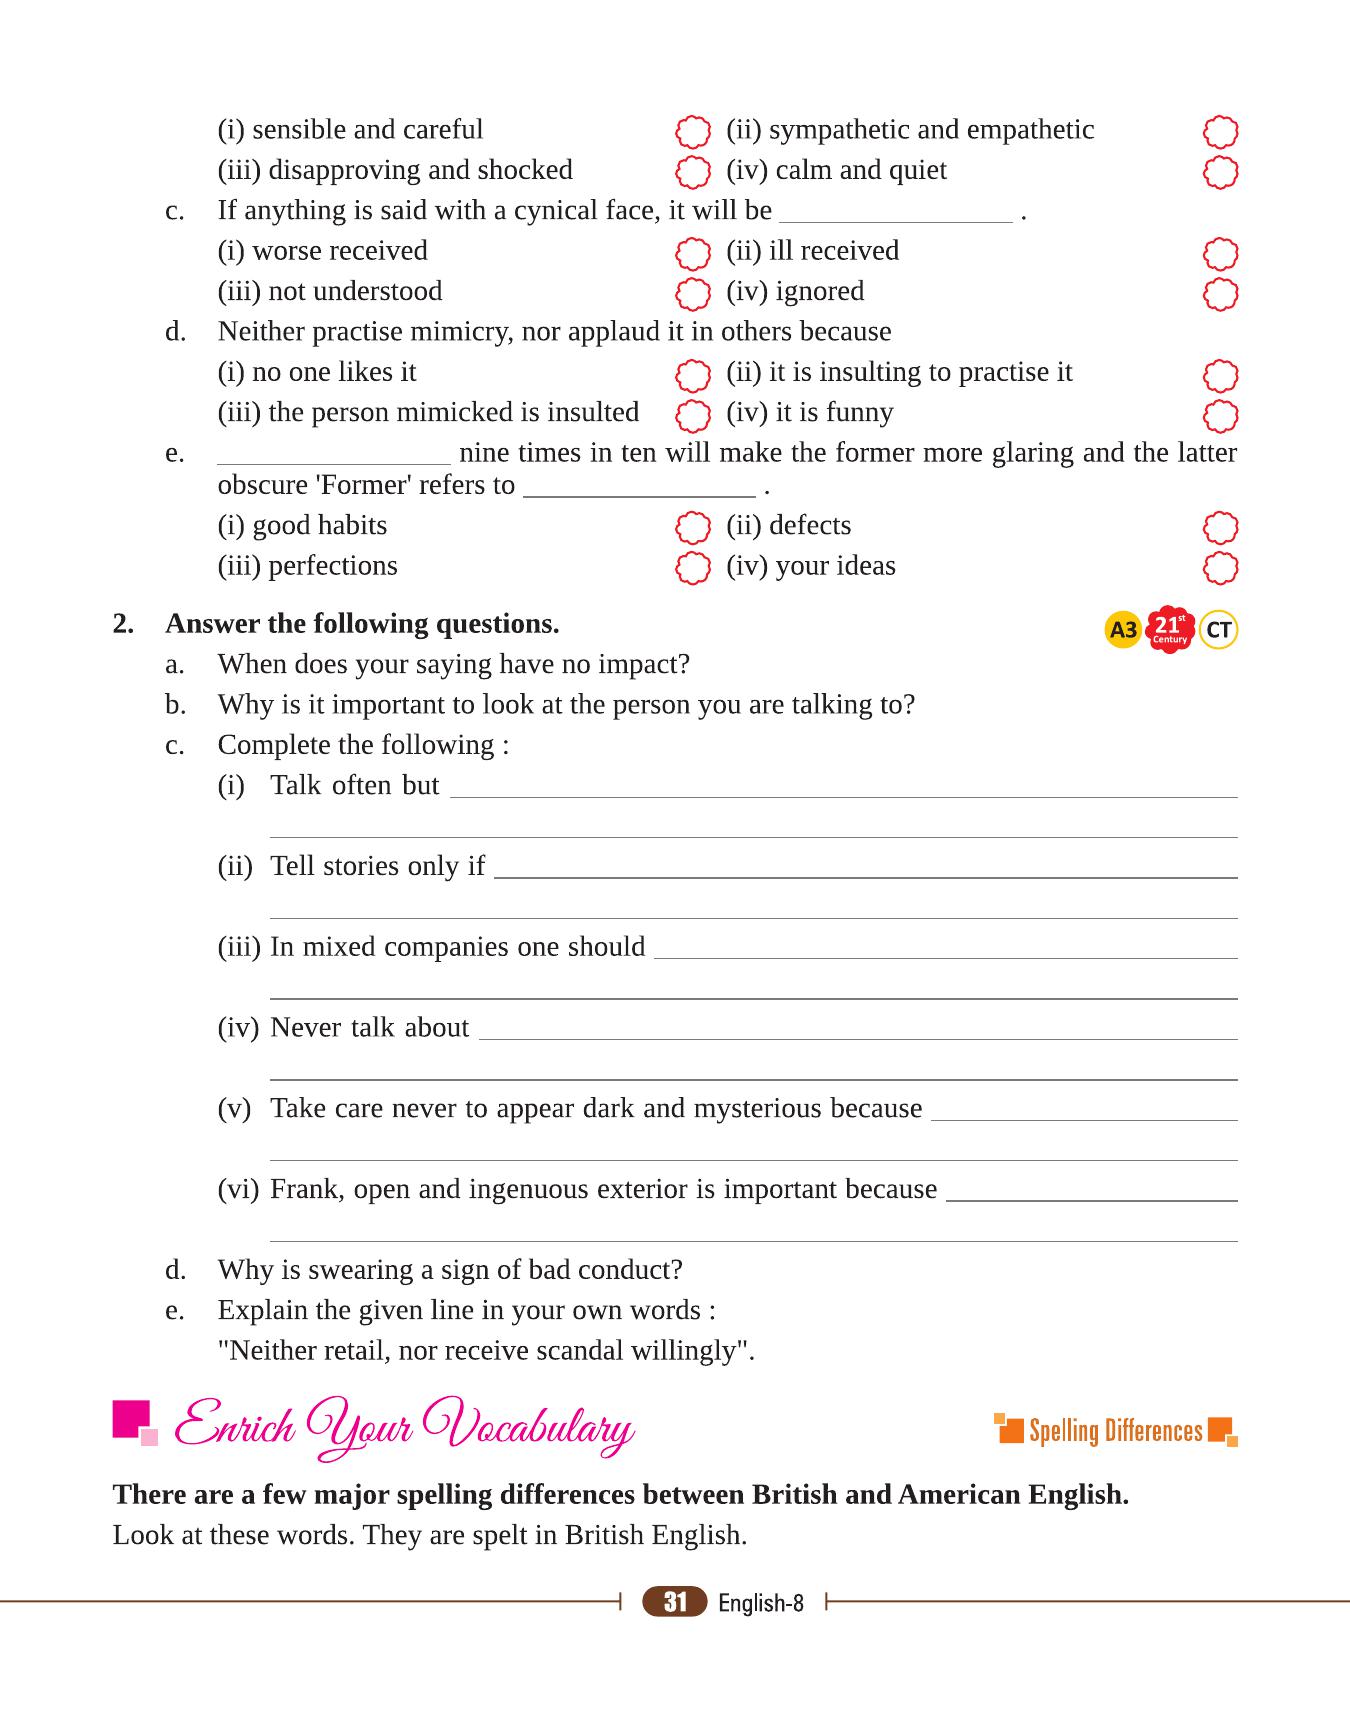 (i) sensible and careful (ii) sympathetic and empathetic
(iii) disapproving and shocked (iv) calm and quiet
c. If anything is said with a cynical face, it will be ________________ .
(i) worse received (ii) ill received
(iii) not understood (iv) ignored
d. Neither practise mimicry, nor applaud it in others because
(i) no one likes it (ii) it is insulting to practise it
(iii) the person mimicked is insulted (iv) it is funny
e. ________________ nine times in ten will make the former more glaring and the latter
obscure 'Former' refers to ________________ .
(i) good habits (ii) defects
(iii) perfections (iv) your ideas
2. Answer the following questions. A3 21st Century CT
a. When does your saying have no impact?
b. Why is it important to look at the person you are talking to?
c. Complete the following :
(i) Talk often but
(ii) Tell stories only if
(iii) In mixed companies one should
(iv) Never talk about
(v) Take care never to appear dark and mysterious because
(vi) Frank, open and ingenuous exterior is important because
d. Why is swearing a sign of bad conduct?
e. Explain the given line in your own words :
"Neither retail, nor receive scandal willingly".
Enrich Your Vocabulary Spelling Differences
There are a few major spelling differences between British and American English.
Look at these words. They are spelt in British English.
31 English-8